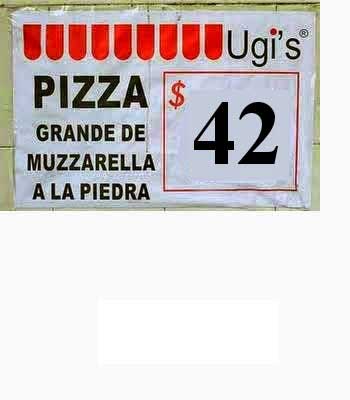 Ugi's®
PIZZA
GRANDE DE
MUZZARELLA
A LA PIEDRA
$ 42